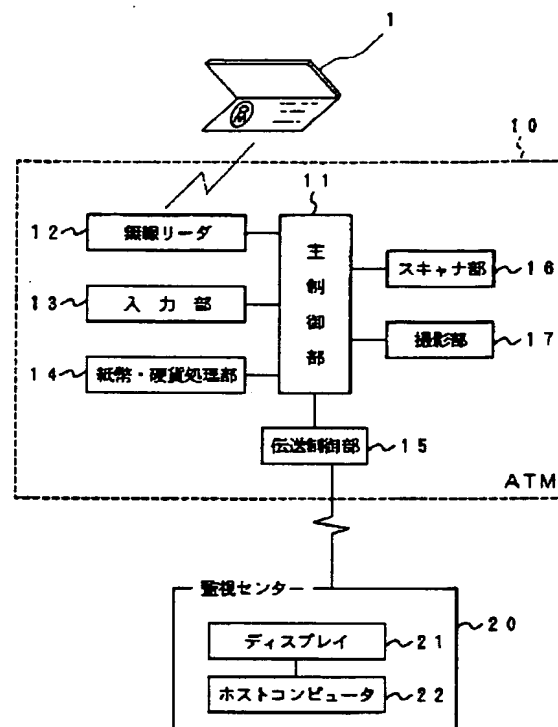 1
10
11
12 無線リーダ
主制御部
スキャナ部 16
13 入力部
撮影部 17
14 紙幣・硬貨処理部
伝送制御部 15
ATM
監視センター
20
ディスプレイ 21
ホストコンピュータ 22